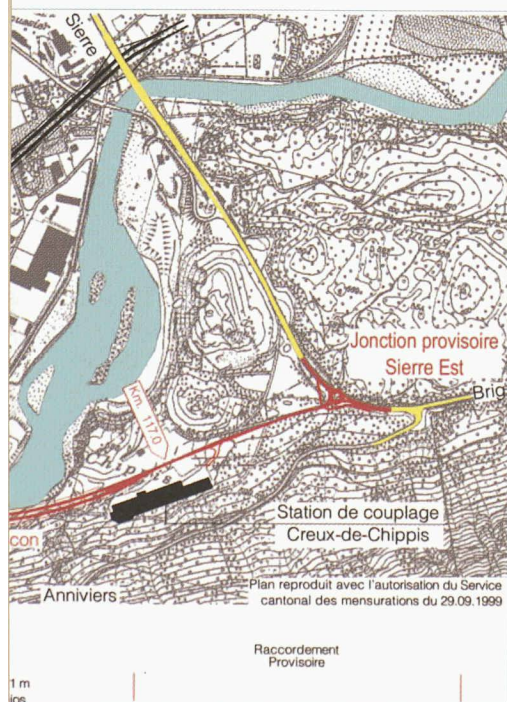 Sierre
Jonction provisoire
Sierre Est
Brig
Km. 117.0
Station de couplage
Creux-de-Chippis
con
Anniviers
Plan reproduit avec l'autorisation du Service
cantonal des mensurations du 29.09.1999
Raccordement
Provisoire
1 m